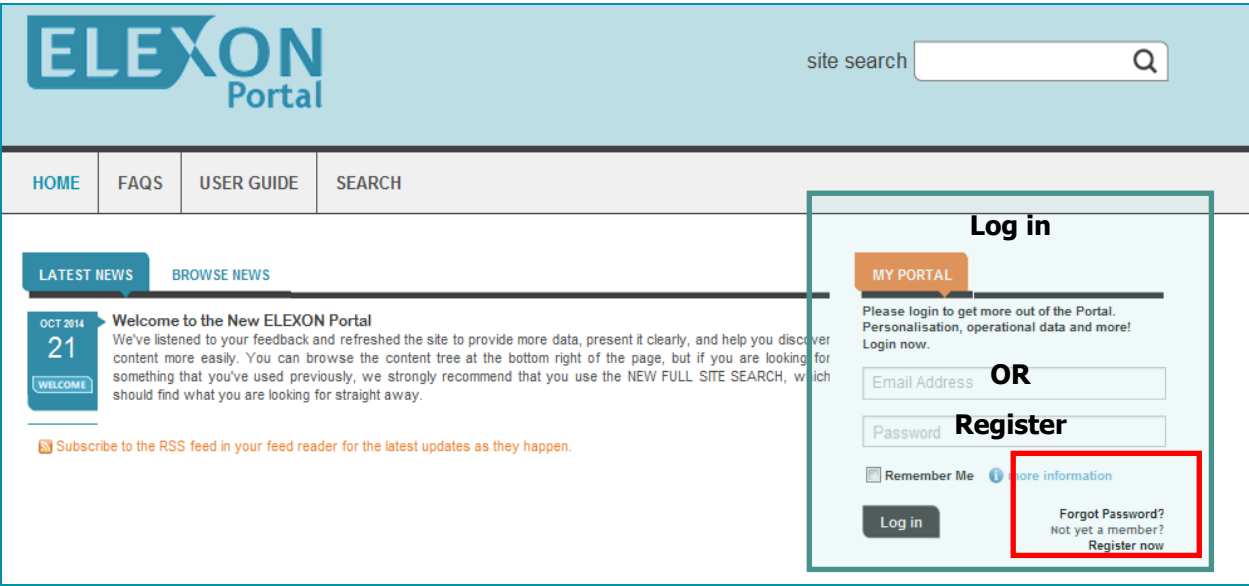 ELEXON
Portal
site search
HOME
FAQS
USER GUIDE
SEARCH
LATEST NEWS
BROWSE NEWS
OCT 2014
21
WELCOME
Welcome to the New ELEXON Portal
We've listened to your feedback and refreshed the site to provide more data, present it clearly, and help you discover
content more easily. You can browse the content tree at the bottom right of the page, but if you are looking for
something that you've used previously, we strongly recommend that you use the NEW FULL SITE SEARCH, which
should find what you are looking for straight away.
Subscribe to the RSS feed in your feed reader for the latest updates as they happen.
Log in
MY PORTAL
Please login to get more out of the Portal.
Personalisation, operational data and more!
Login now.
Email Address
OR
Password
Register
Remember Me
more information
Log in
Forgot Password?
Not yet a member?
Register now